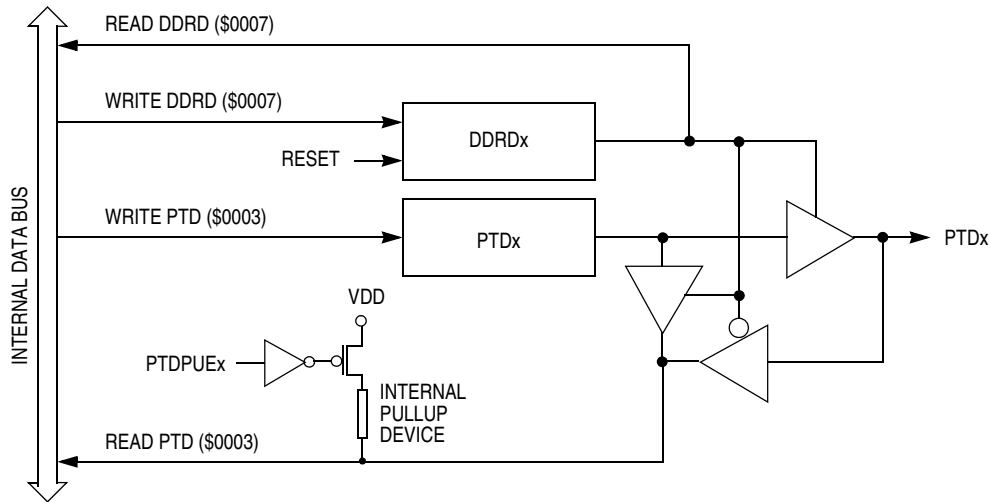 READ DDRD ($0007)
WRITE DDRD ($0007)
DDRDx
RESET
INTERNAL DATA BUS
WRITE PTD ($0003)
PTDx
PTDx
VDD
PTDPUEx
INTERNAL
PULLUP
DEVICE
READ PTD ($0003)